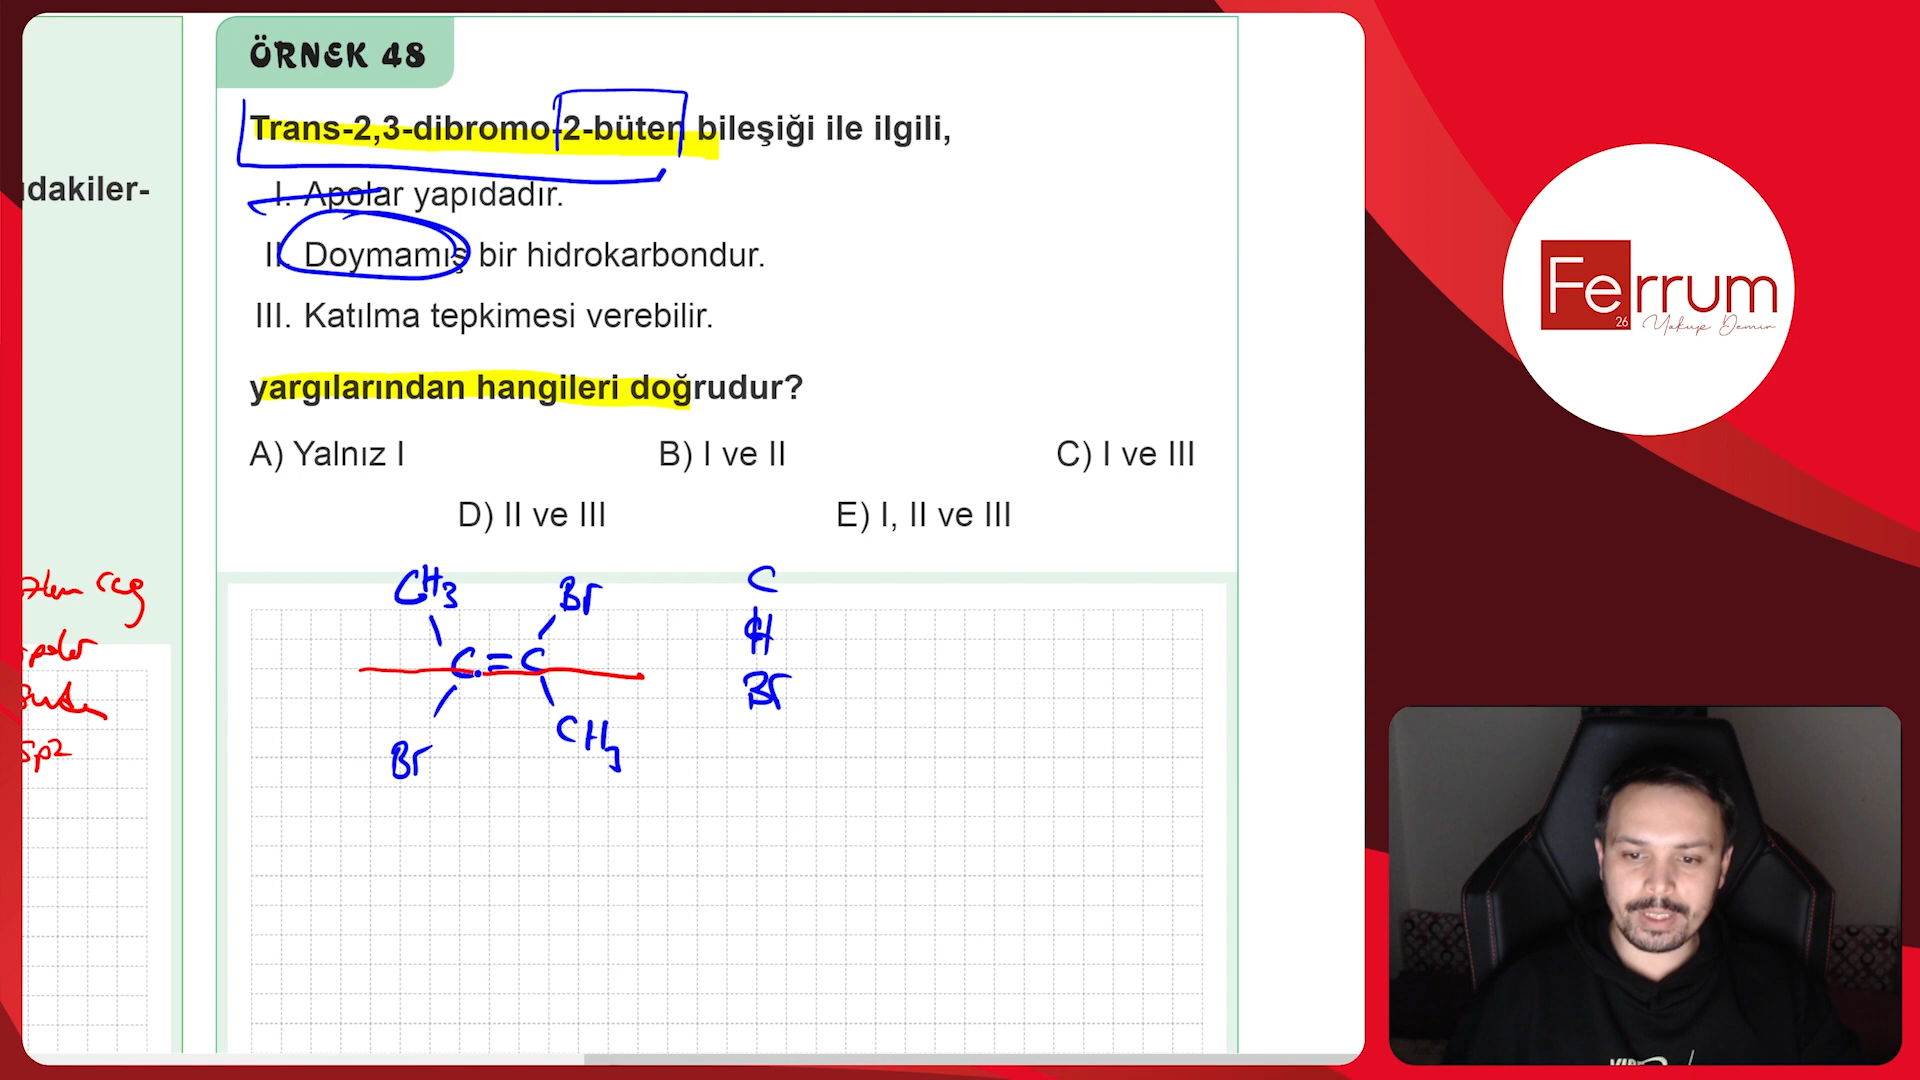 ÖRNEK 48
Trans-2,3-dibromo-2-büten bileşiği ile ilgili,
ıdakiler-
I. Apolar yapıdadır.
II. Doymamış bir hidrokarbondur.
III. Katılma tepkimesi verebilir.
yargılarından hangileri doğrudur?
A) Yalnız I
B) I ve II
C) I ve III
D) II ve III
E) I, II ve III
CH3 Br
C = C
Br CH3
C
H
Br
sp2
Ferrum
26 Yakup Demir